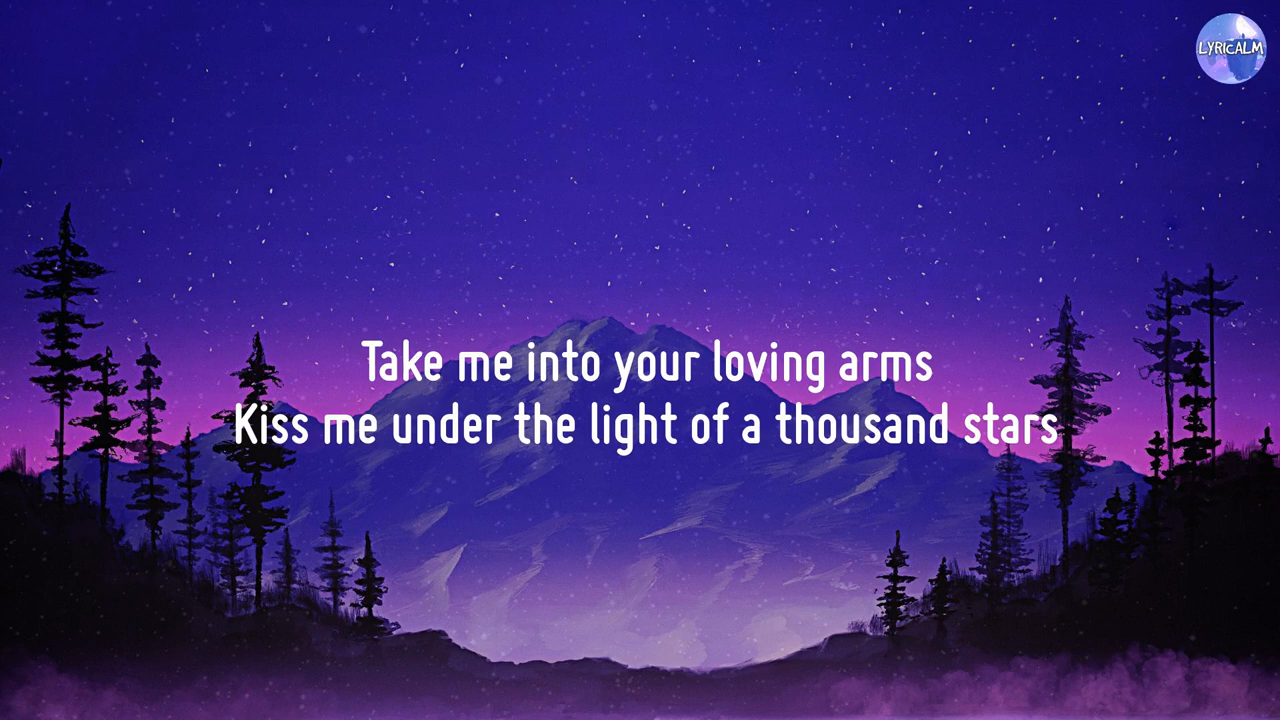 LYRICALM
Take me into your loving arms
Kiss me under the light of a thousand stars